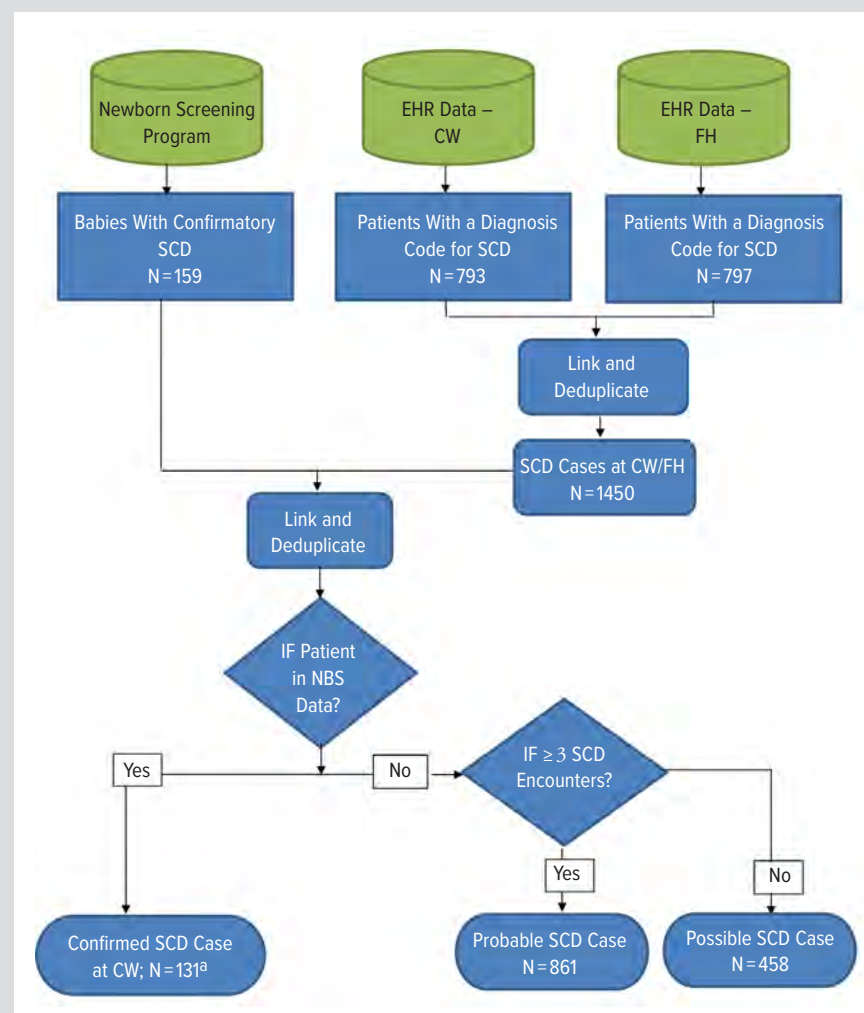 Newborn Screening
Program
EHR Data –
CW
EHR Data –
FH
Babies With Confirmatory
SCD
N=159
Patients With a Diagnosis
Code for SCD
N=793
Patients With a Diagnosis
Code for SCD
N=797
Link and
Deduplicate
SCD Cases at CW/FH
N=1450
Link and
Deduplicate
IF Patient
in NBS
Data?
Yes
No
IF ≥3 SCD
Encounters?
Yes
No
Confirmed SCD Case
at CW; N=131ª
Probable SCD Case
N=861
Possible SCD Case
N=458